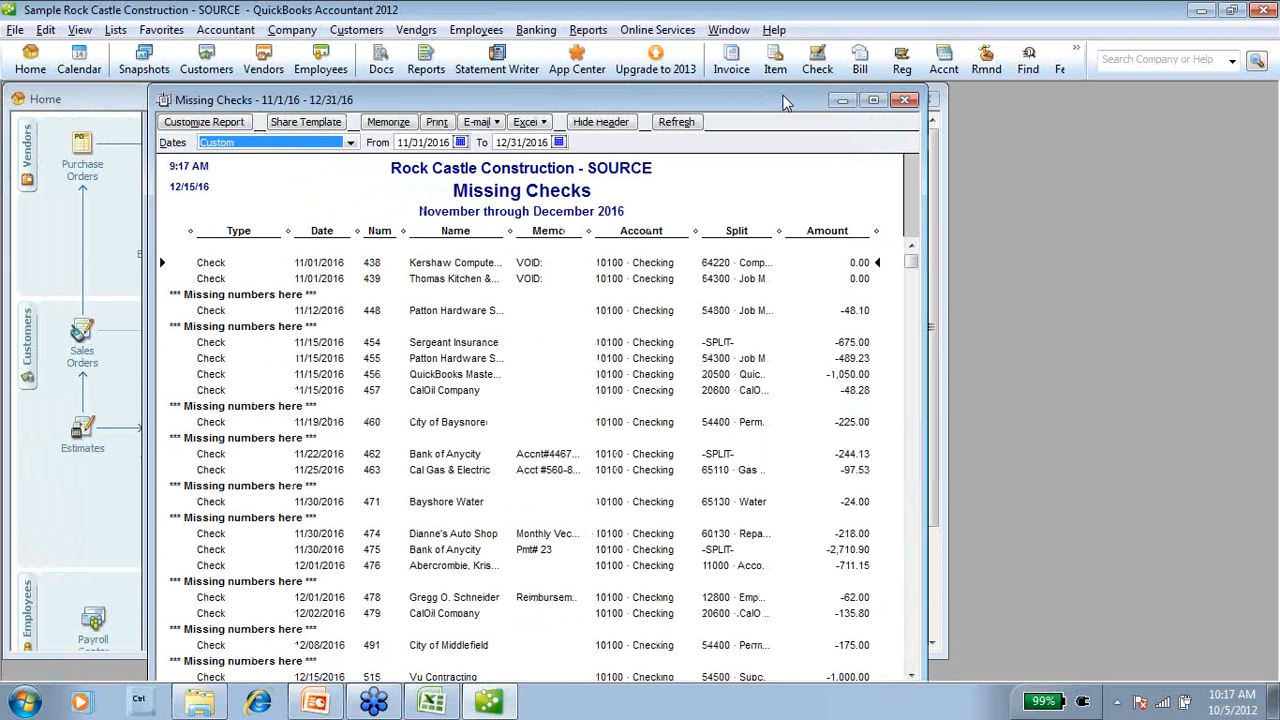 Sample Rock Castle Construction - SOURCE - QuickBooks Accountant 2012
File Edit View Lists Favorites Accountant Company Customers Vendors Employees Banking Reports Online Services Window Help
Home Calendar Snapshots Customers Vendors Employees Docs Reports Statement Writer App Center Upgrade to 2013 Invoice Item Check Bill Reg Accnt Rmnd Find Fe
Search Company or Help
Home
Missing Checks - 11/1/16 - 12/31/16
Customize Report Share Template Memorize Print E-mail Excel Hide Header Refresh
Dates Custom From 11/31/2016 To 12/31/2016
9:17 AM
12/15/16
Rock Castle Construction - SOURCE
Missing Checks
November through December 2016
Type Date Num Name Memo Account Split Amount
Check 11/01/2016 438 Kershaw Compute... VOID: 10100 · Checking 64220 · Comp... 0.00
Check 11/01/2016 439 Thomas Kitchen &... VOID: 10100 · Checking 54300 · Job M... 0.00
*** Missing numbers here ***
Check 11/12/2016 448 Patton Hardware S... 10100 · Checking 54800 · Job M... -48.10
*** Missing numbers here ***
Check 11/15/2016 454 Sergeant Insurance 10100 · Checking -SPLIT- -675.00
Check 11/15/2016 455 Patton Hardware S... 10100 · Checking 54300 · Job M... -489.23
Check 11/15/2016 456 QuickBooks Maste... 10100 · Checking 20500 · Quic... -1,050.00
Check 11/15/2016 457 CalOil Company 10100 · Checking 20600 · CalO... -48.28
*** Missing numbers here ***
Check 11/19/2016 460 City of Bayshore 10100 · Checking 54400 · Perm... -225.00
*** Missing numbers here ***
Check 11/22/2016 462 Bank of Anycity Accnt#4467... 10100 · Checking -SPLIT- -244.13
Check 11/25/2016 463 Cal Gas & Electric Acct #560-8... 10100 · Checking 65110 · Gas ... -97.53
*** Missing numbers here ***
Check 11/30/2016 471 Bayshore Water 10100 · Checking 65130 · Water -24.00
*** Missing numbers here ***
Check 11/30/2016 474 Dianne's Auto Shop Monthly Vec... 10100 · Checking 60130 · Repa... -218.00
Check 11/30/2016 475 Bank of Anycity Pmt# 23 10100 · Checking -SPLIT- -2,710.90
Check 12/01/2016 476 Abercrombie, Kris... 10100 · Checking 11000 · Acco... -711.15
*** Missing numbers here ***
Check 12/01/2016 478 Gregg O. Schneider Reimbursem... 10100 · Checking 12800 · Emp... -62.00
Check 12/02/2016 479 CalOil Company 10100 · Checking 20600 · CalO ... -135.80
*** Missing numbers here ***
Check 12/08/2016 491 City of Middlefield 10100 · Checking 54400 · Perm... -175.00
*** Missing numbers here ***
Check 12/15/2016 515 Vu Contracting 10100 · Checking 54500 · Subc... -1,000.00
Vendors
Purchase
Orders
Customers
Sales
Orders
Estimates
Employees
Payroll
Ctrl
99%
10:17 AM
10/5/2012